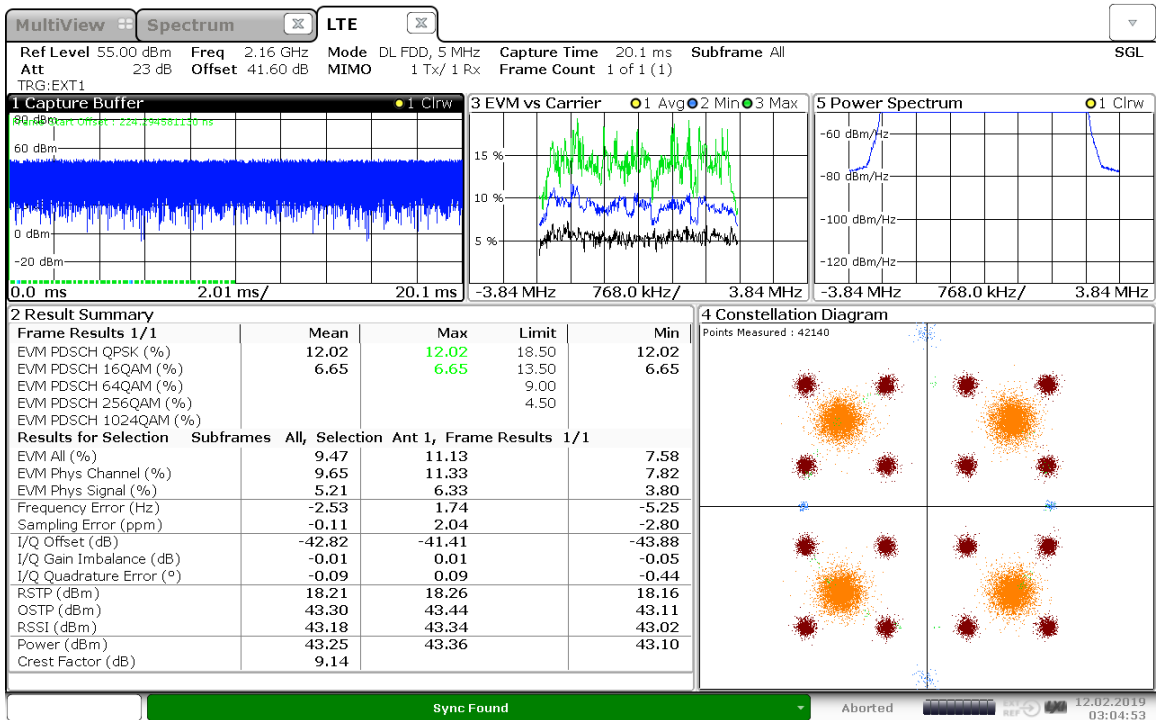 MultiView Spectrum LTE
Ref Level 55.00 dBm Freq 2.16 GHz Mode DL FDD, 5 MHz Capture Time 20.1 ms Subframe All SGL
Att 23 dB Offset 41.60 dB MIMO 1 Tx/ 1 Rx Frame Count 1 of 1 (1)
TRG:EXT1
1 Capture Buffer 1 Clrw
80 dBm
Frame Start Offset : 224.294581130 ns
60 dBm
0 dBm
-20 dBm
0.0 ms 2.01 ms/ 20.1 ms
3 EVM vs Carrier 1 Avg 2 Min 3 Max
15 %
10 %
5 %
-3.84 MHz 768.0 kHz/ 3.84 MHz
5 Power Spectrum 1 Clrw
-60 dBm/Hz
-80 dBm/Hz
-100 dBm/Hz
-120 dBm/Hz
-3.84 MHz 768.0 kHz/ 3.84 MHz
2 Result Summary
Frame Results 1/1 Mean Max Limit Min
EVM PDSCH QPSK (%) 12.02 12.02 18.50 12.02
EVM PDSCH 16QAM (%) 6.65 6.65 13.50 6.65
EVM PDSCH 64QAM (%) 9.00
EVM PDSCH 256QAM (%) 4.50
EVM PDSCH 1024QAM (%)
Results for Selection Subframes All, Selection Ant 1, Frame Results 1/1
EVM All (%) 9.47 11.13 7.58
EVM Phys Channel (%) 9.65 11.33 7.82
EVM Phys Signal (%) 5.21 6.33 3.80
Frequency Error (Hz) -2.53 1.74 -5.25
Sampling Error (ppm) -0.11 2.04 -2.80
I/Q Offset (dB) -42.82 -41.41 -43.88
I/Q Gain Imbalance (dB) -0.01 0.01 -0.05
I/Q Quadrature Error (°) -0.09 0.09 -0.44
RSTP (dBm) 18.21 18.26 18.16
OSTP (dBm) 43.30 43.44 43.11
RSSI (dBm) 43.18 43.34 43.02
Power (dBm) 43.25 43.36 43.10
Crest Factor (dB) 9.14
4 Constellation Diagram
Points Measured : 42140
Sync Found
Aborted
EXT
REF
12.02.2019
03:04:53